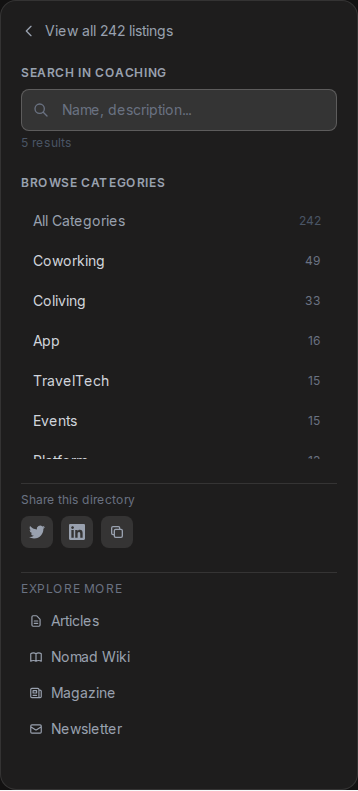 View all 242 listings
SEARCH IN COACHING
Name, description...
5 results
BROWSE CATEGORIES
All Categories 242
Coworking 49
Coliving 33
App 16
TravelTech 15
Events 15
Platform
Share this directory
EXPLORE MORE
Articles
Nomad Wiki
Magazine
Newsletter